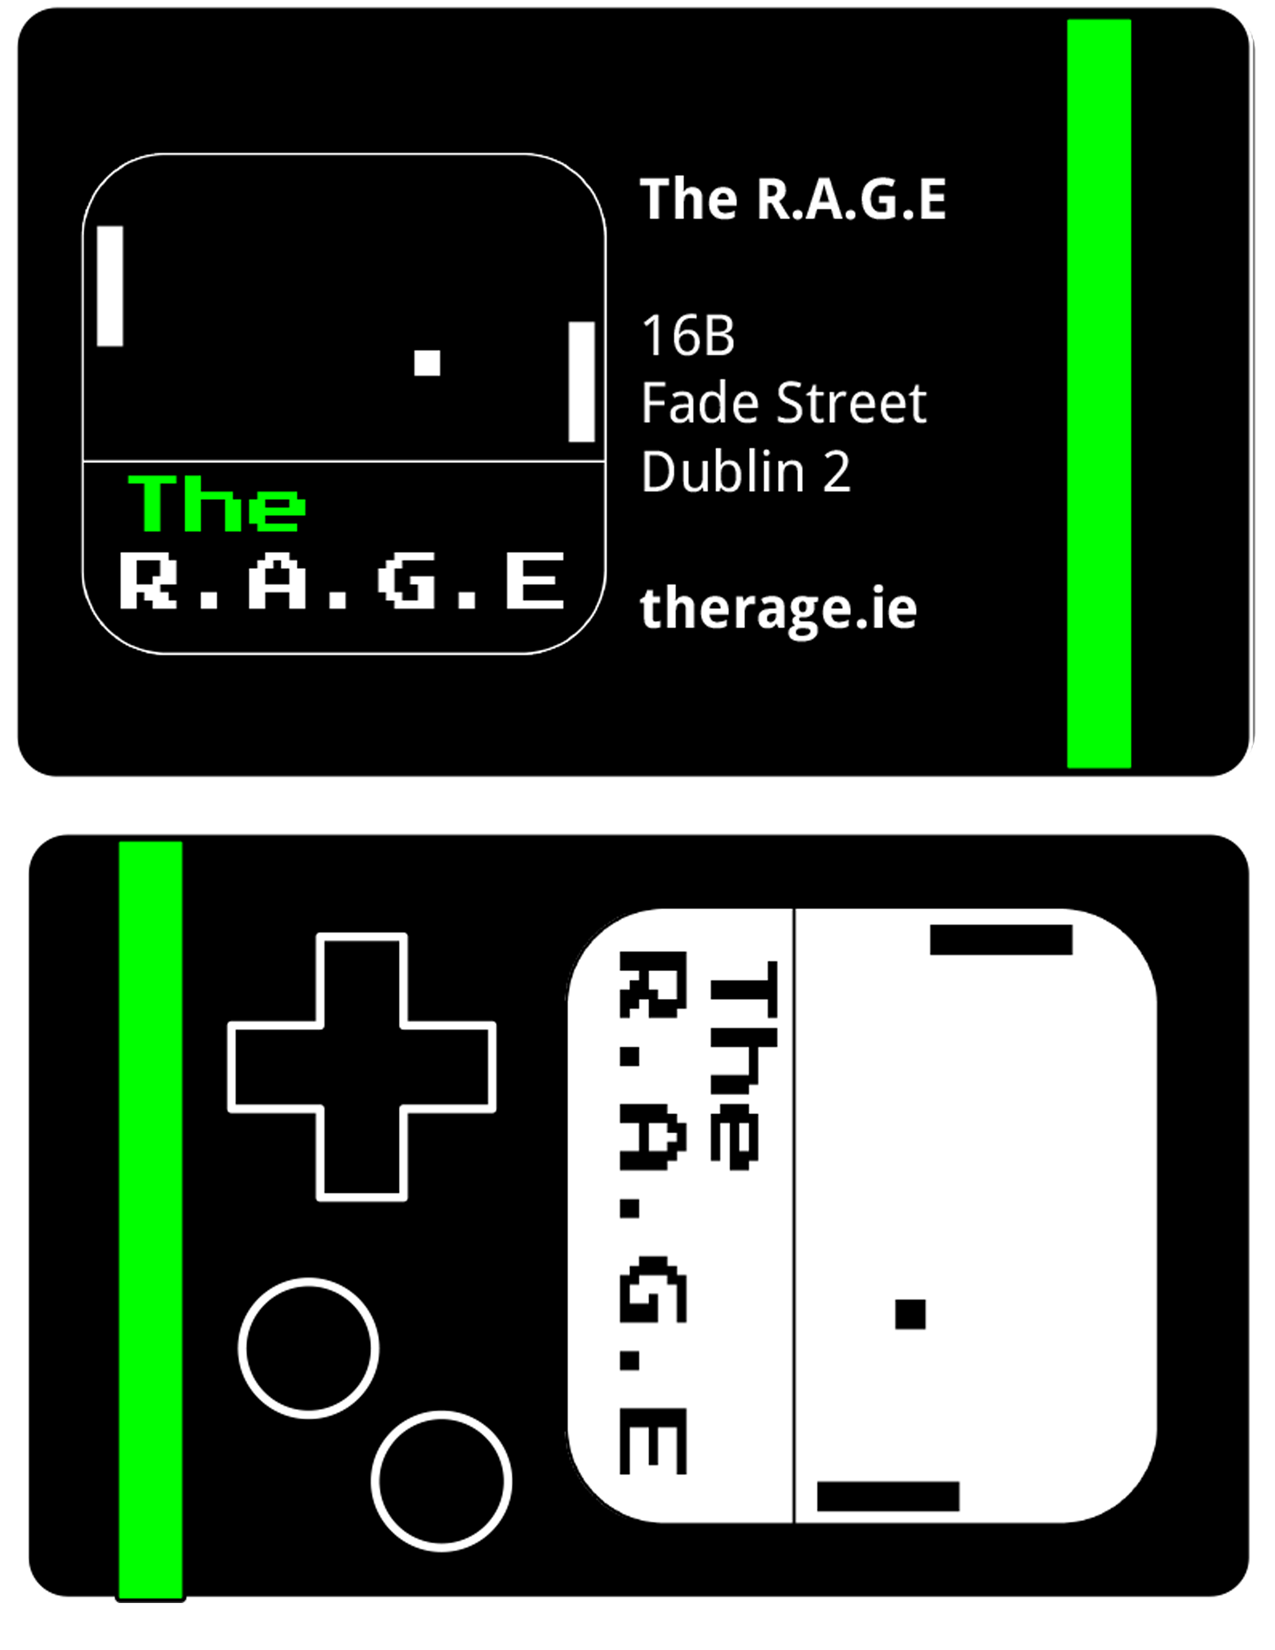 The
R.A.G.E
The R.A.G.E
16B
Fade Street
Dublin 2
therage.ie
The
R.A.G.E